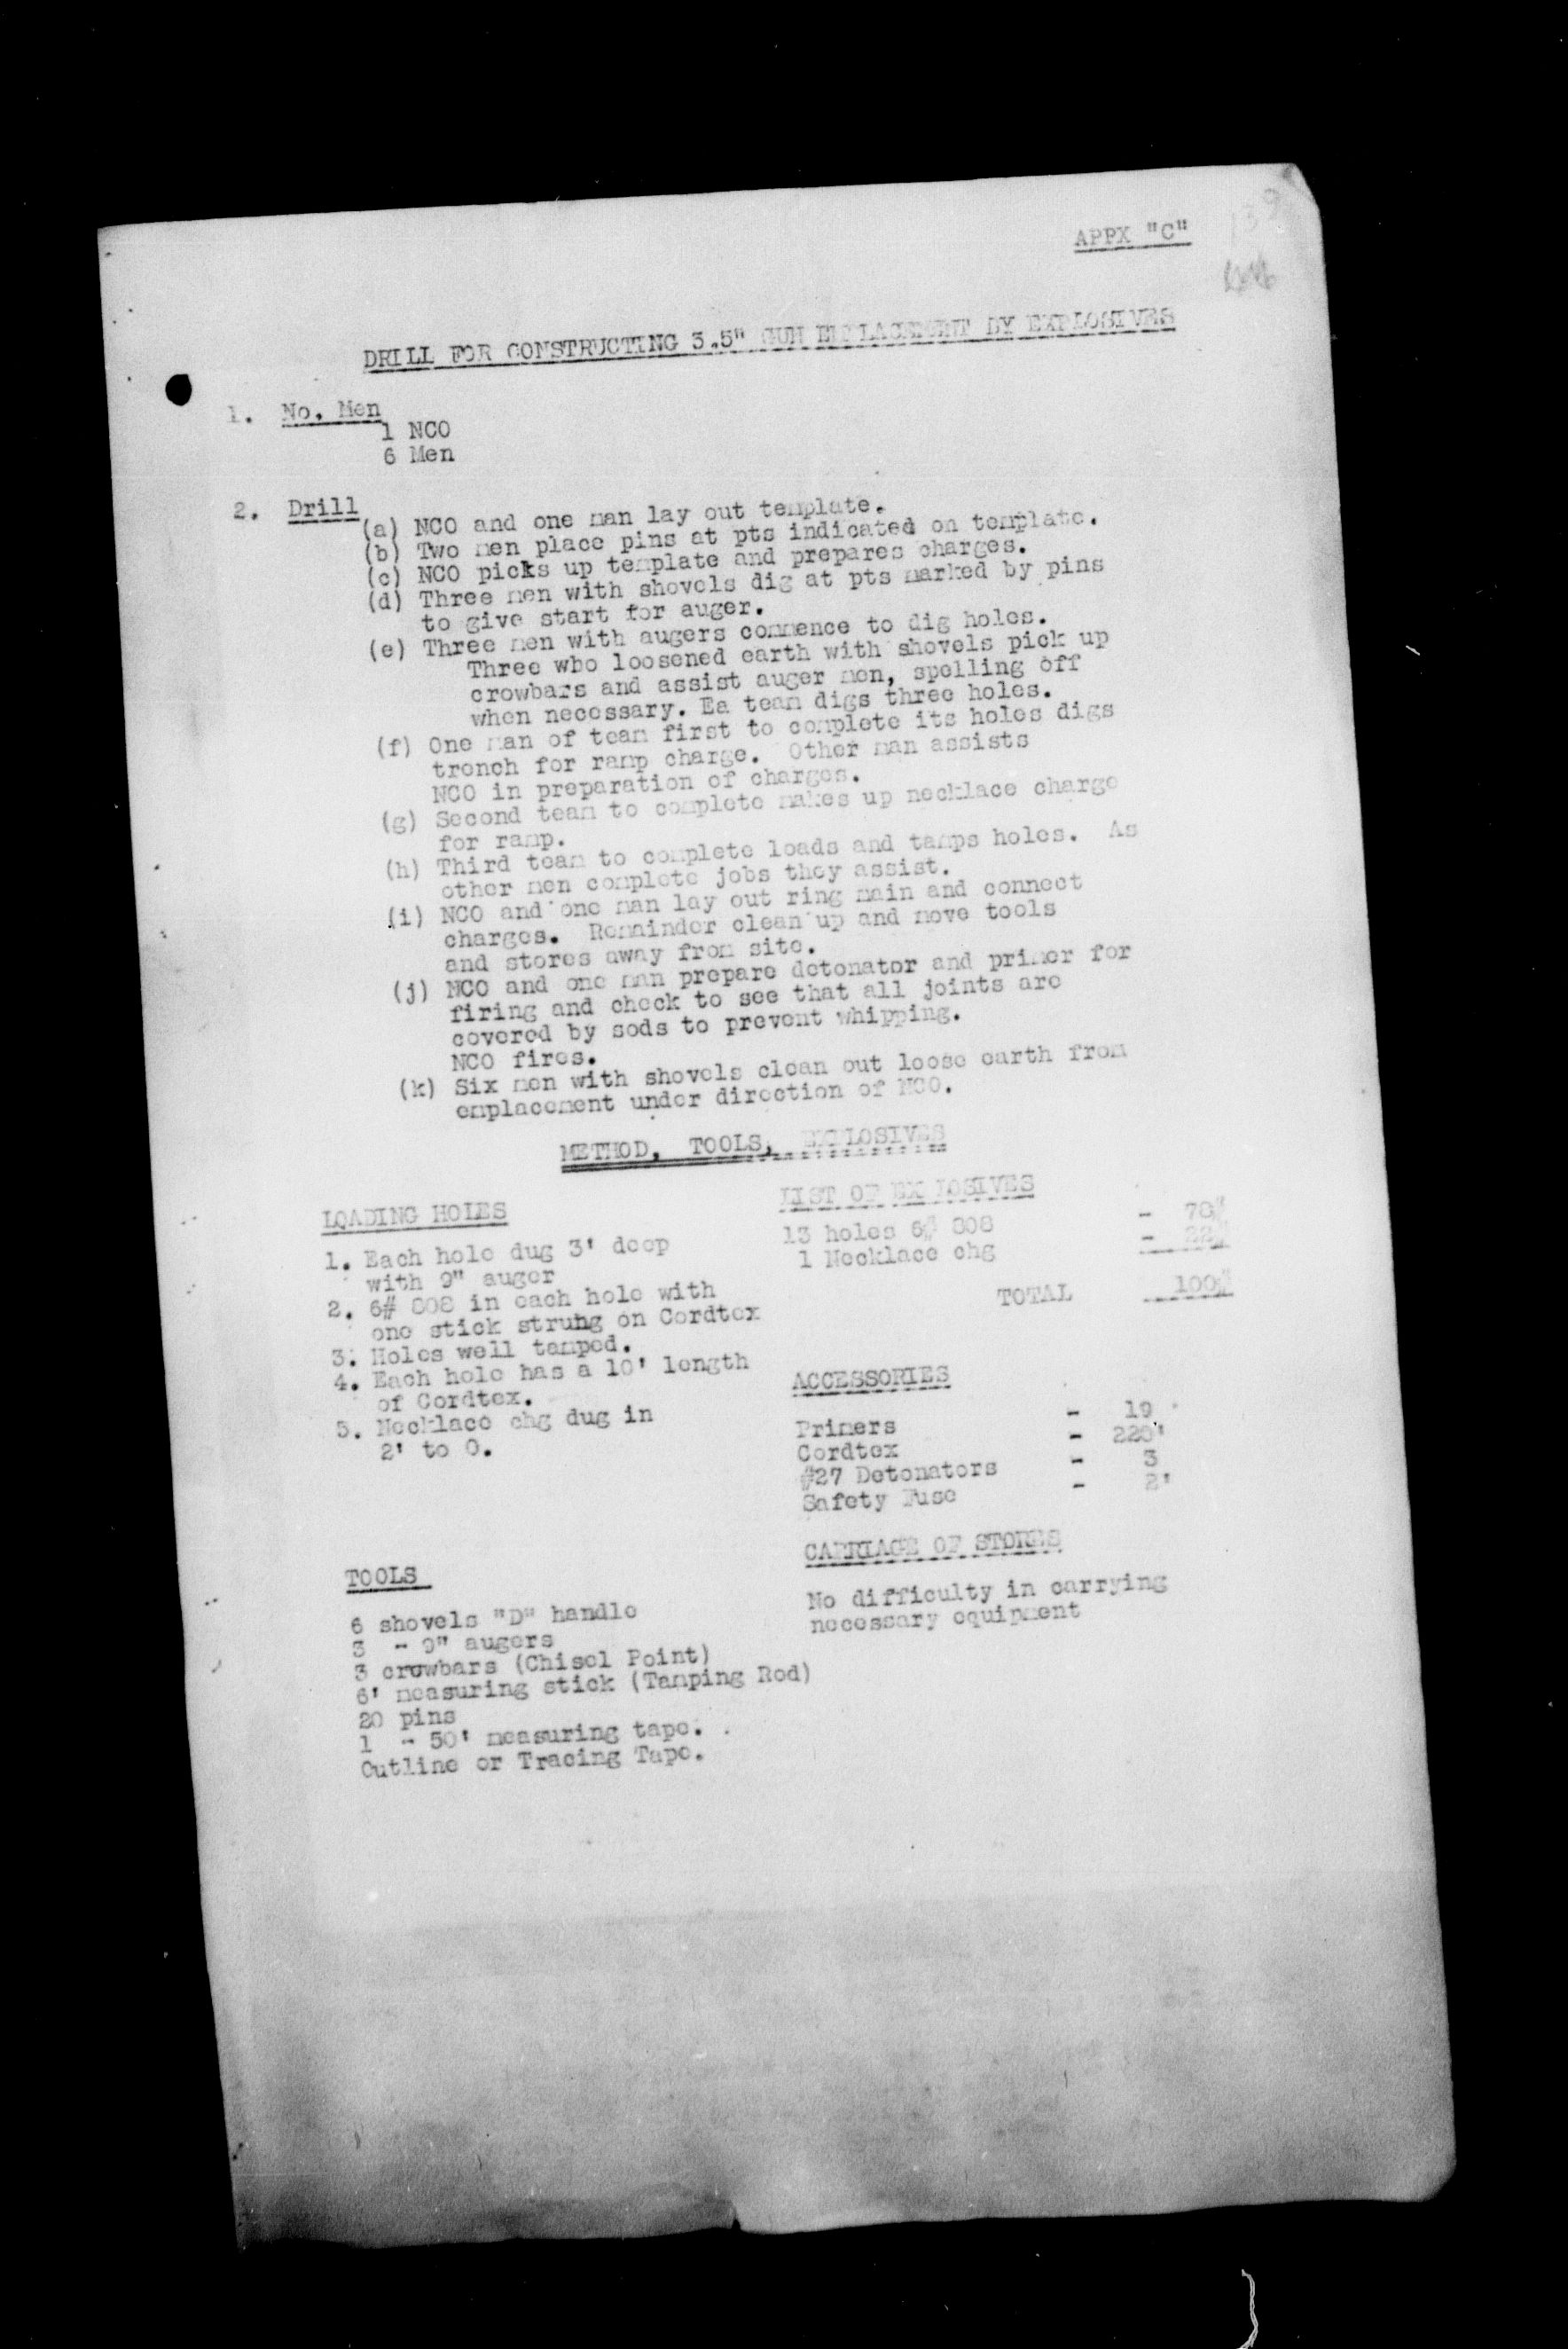 APPX "C"
139
DRILL FOR CONSTRUCTING 3.5" GUN EMPLACEMENT BY EXPLOSIVES
1. No. Men
1 NCO
6 Men
2. Drill
(a) NCO and one man lay out template.
(b) Two men place pins at pts indicated on template.
(c) NCO picks up template and prepares charges.
(d) Three men with shovels dig at pts marked by pins
to give start for auger.
(e) Three men with augers commence to dig holes.
Three who loosened earth with shovels pick up
crowbars and assist auger men, spelling off
when necessary. Ea team digs three holes.
(f) One man of team first to complete its holes digs
trench for ramp charge. Other man assists
NCO in preparation of charges.
(g) Second team to complete makes up necklace charge
for ramp.
(h) Third team to complete loads and tamps holes. As
other men complete jobs they assist.
(i) NCO and one man lay out ring main and connect
charges. Remainder clean up and move tools
and stores away from site.
(j) NCO and one man prepare detonator and primer for
firing and check to see that all joints are
covered by sods to prevent whipping.
NCO fires.
(k) Six men with shovels clean out loose earth from
emplacement under direction of NCO.
METHOD, TOOLS, EXPLOSIVES
LOADING HOLES
1. Each hole dug 3' deep
with 9" auger
2. 6# 808 in each hole with
one stick strung on Cordtex
3. Holes well tamped.
4. Each hole has a 10' length
of Cordtex.
5. Necklace chg dug in
2' to 0.
LIST OF EXPLOSIVES
13 holes 6# 808 - 78#
1 Necklace chg - 22#
TOTAL 100#
ACCESSORIES
Primers - 19
Cordtex - 220'
#27 Detonators - 3
Safety Fuse - 2'
TOOLS
6 shovels "D" handle
3 - 9" augers
3 crowbars (Chisel Point)
6' measuring stick (Tamping Rod)
20 pins
1 - 50' measuring tape.
Outline or Tracing Tape.
CARRIAGE OF STORES
No difficulty in carrying
necessary equipment